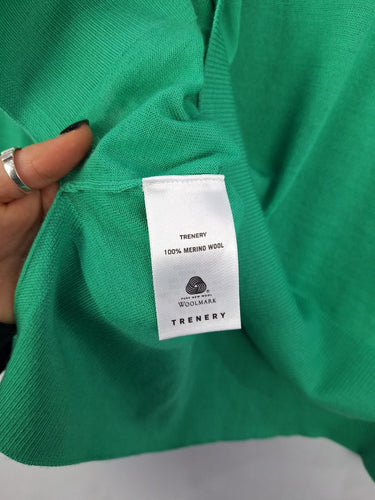 TRENERY
100% MERINO WOOL
PURE NEW WOOL
WOOLMARK
TRENERY